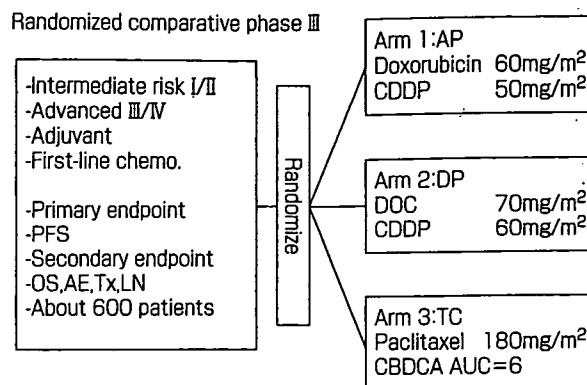 Randomized comparative phase Ⅲ
-Intermediate risk Ⅰ/Ⅱ
-Advanced Ⅲ/Ⅳ
-Adjuvant
-First-line chemo.
-Primary endpoint
-PFS
-Secondary endpoint
-OS,AE,Tx,LN
-About 600 patients
Randomize
Arm 1:AP
Doxorubicin 60mg/m²
CDDP 50mg/m²
Arm 2:DP
DOC 70mg/m²
CDDP 60mg/m²
Arm 3:TC
Paclitaxel 180mg/m²
CBDCA AUC=6